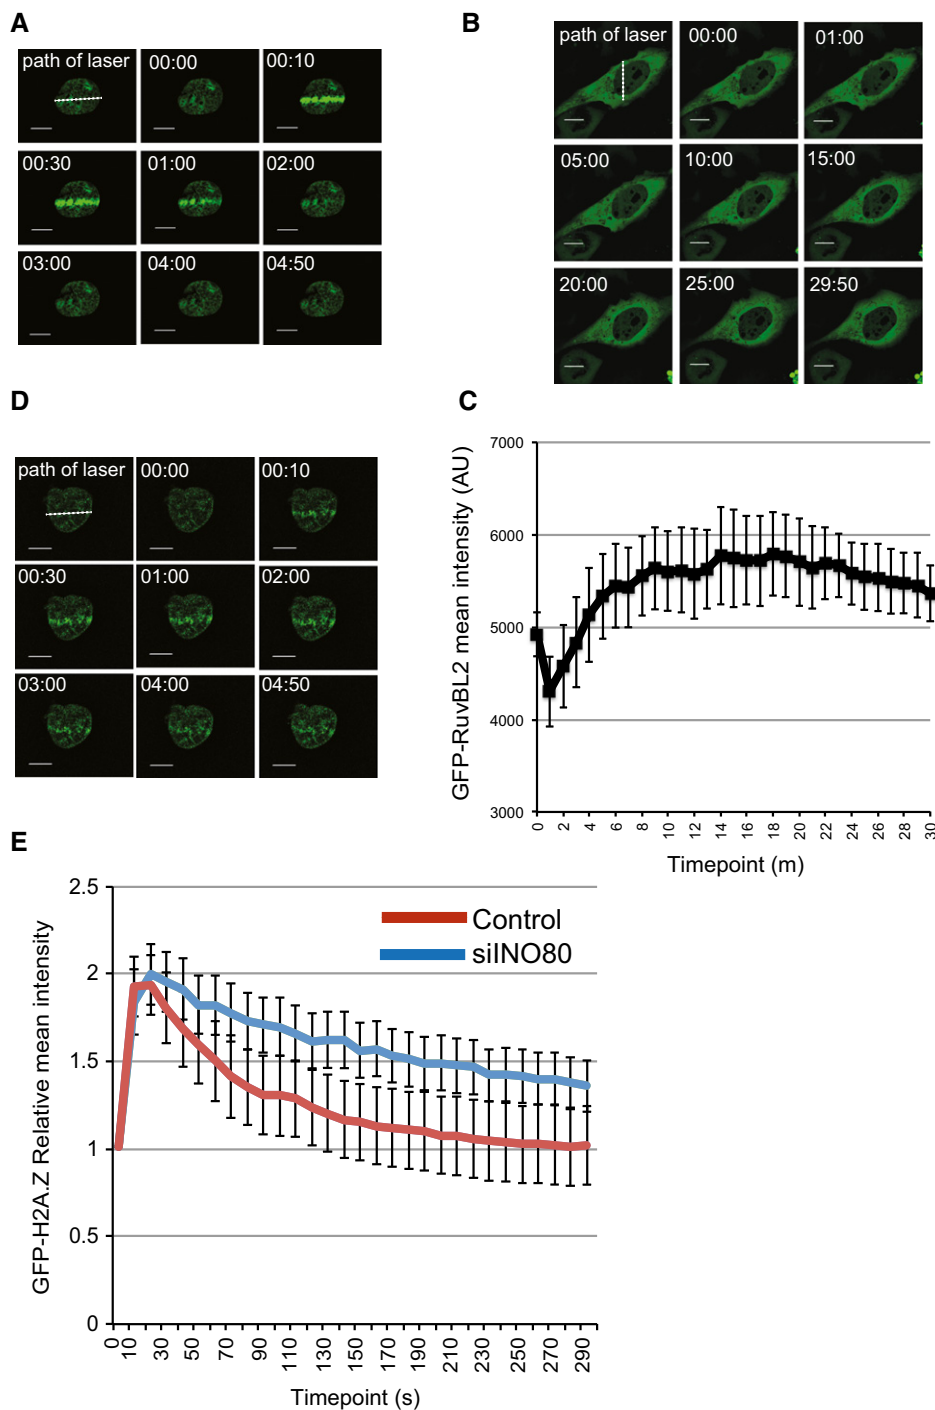 A
path of laser 00:00 00:10
00:30 01:00 02:00
03:00 04:00 04:50
B
path of laser 00:00 01:00
05:00 10:00 15:00
20:00 25:00 29:50
D
path of laser 00:00 00:10
00:30 01:00 02:00
03:00 04:00 04:50
C
GFP-RuvBL2 mean intensity (AU)
7000
6000
5000
4000
3000
0 2 4 6 8 10 12 14 16 18 20 22 24 26 28 30
Timepoint (m)
E
GFP-H2A.Z Relative mean intensity
2.5
2
1.5
1
0.5
0
Control
siINO80
0 10 30 50 70 90 110 130 150 170 190 210 230 250 270 290
Timepoint (s)